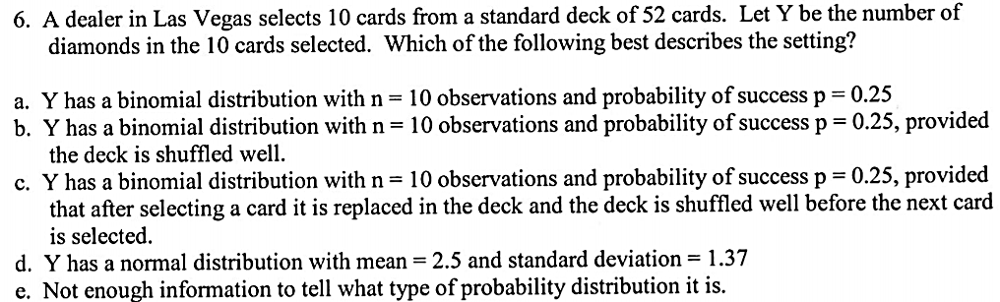 6. A dealer in Las Vegas selects 10 cards from a standard deck of 52 cards. Let Y be the number of
diamonds in the 10 cards selected. Which of the following best describes the setting?
a. Y has a binomial distribution with n = 10 observations and probability of success p = 0.25
b. Y has a binomial distribution with n = 10 observations and probability of success p = 0.25, provided
the deck is shuffled well.
c. Y has a binomial distribution with n = 10 observations and probability of success p = 0.25, provided
that after selecting a card it is replaced in the deck and the deck is shuffled well before the next card
is selected.
d. Y has a normal distribution with mean = 2.5 and standard deviation = 1.37
e. Not enough information to tell what type of probability distribution it is.